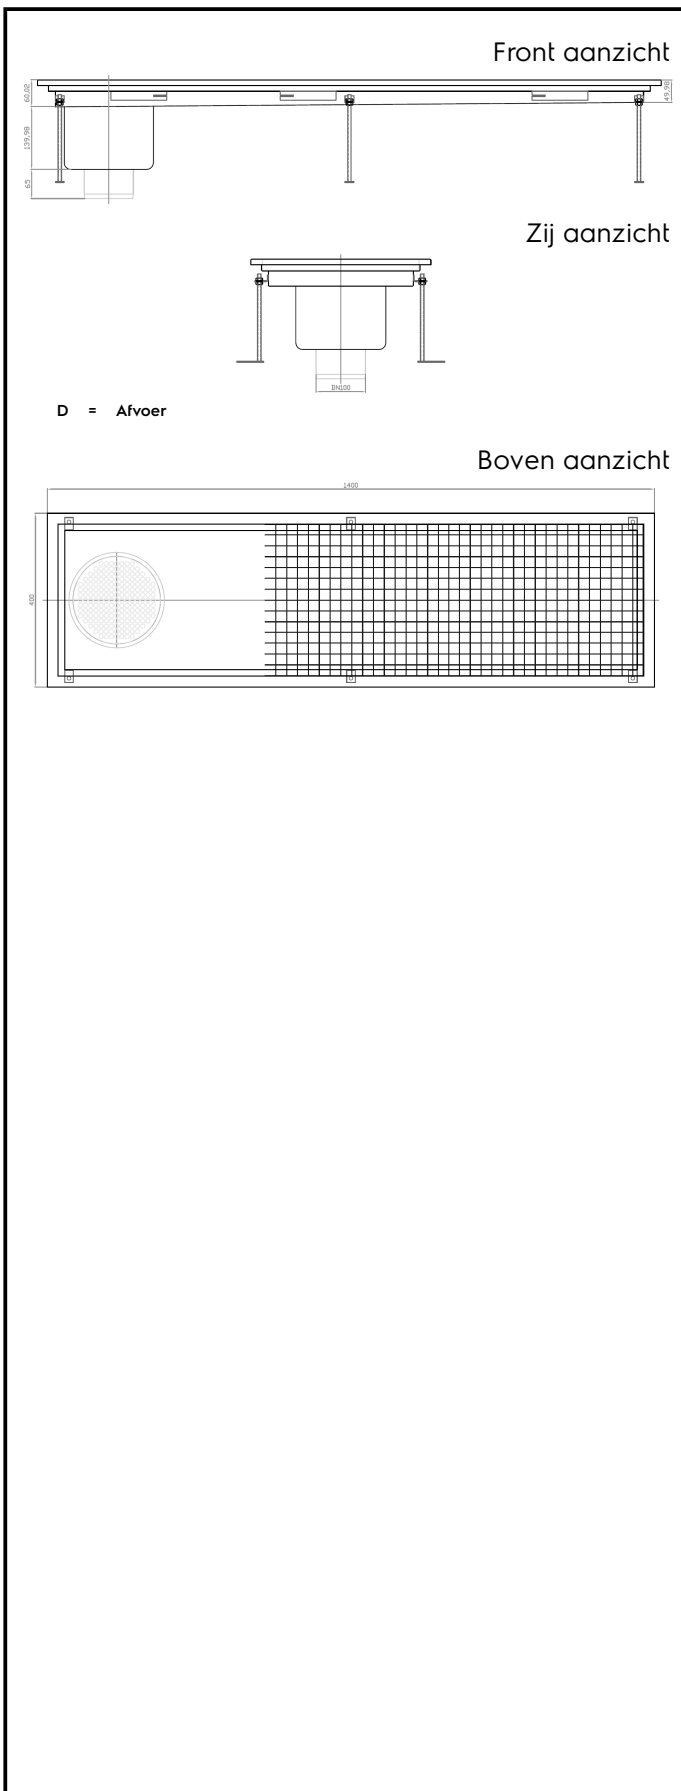 Front aanzicht
60,02
49,98
139,98
65
Zij aanzicht
DN100
D = Afvoer
Boven aanzicht
1400
400